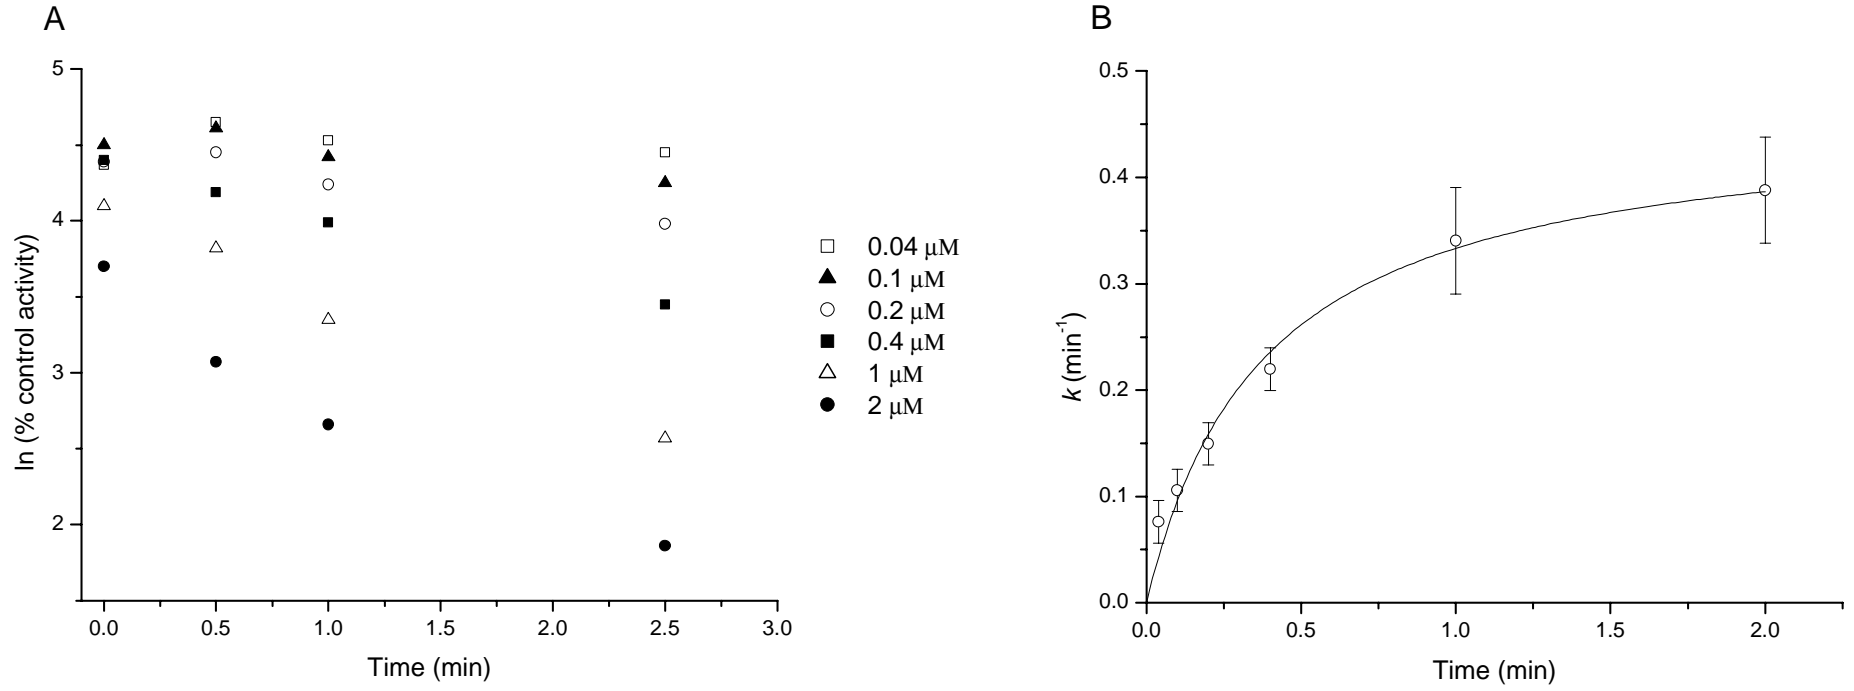 A
5
4
3
2
ln (% control activity)
0.0 0.5 1.0 1.5 2.0 2.5 3.0
Time (min)
0.04 μM
0.1 μM
0.2 μM
0.4 μM
1 μM
2 μM
B
0.5
0.4
0.3
0.2
0.1
0.0
k (min-1)
0.0 0.5 1.0 1.5 2.0
Time (min)